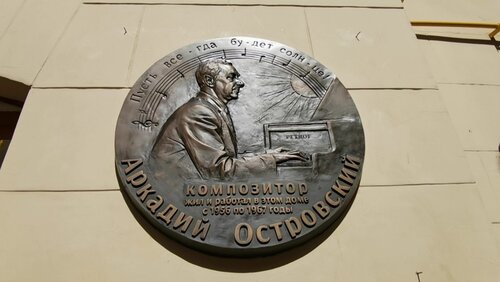 Пусть все-гда бу-дет солн-це!
композитор
жил и работал в этом доме
с 1956 по 1967 годы
Аркадий Островский